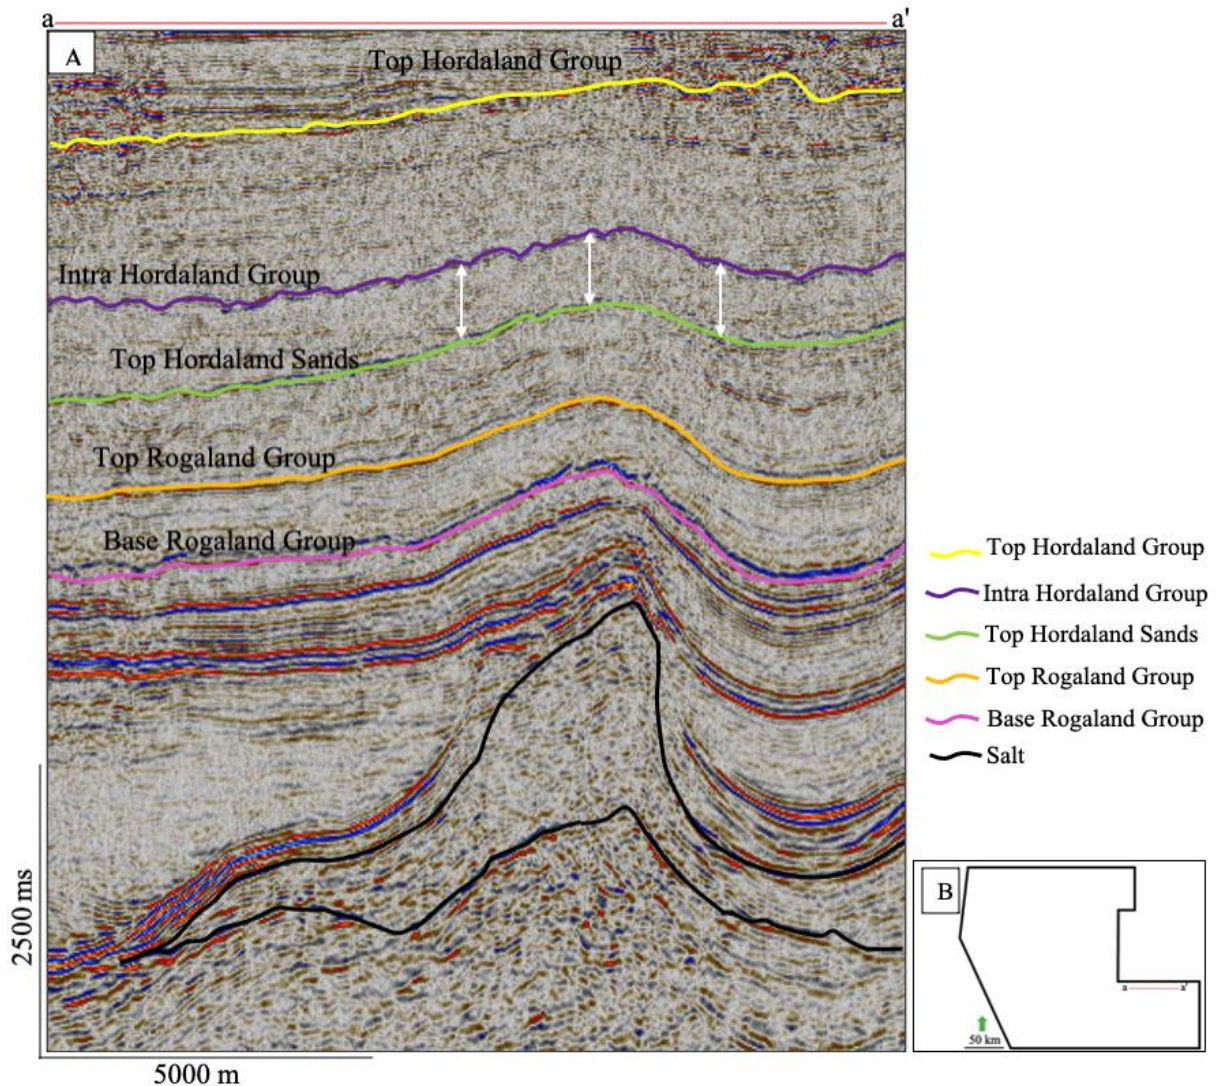 a
a'
A
Top Hordaland Group
Intra Hordaland Group
Top Hordaland Sands
Top Rogaland Group
Base Rogaland Group
Top Hordaland Group
Intra Hordaland Group
Top Hordaland Sands
Top Rogaland Group
Base Rogaland Group
Salt
2500 ms
5000 m
B
a
a'
50 km